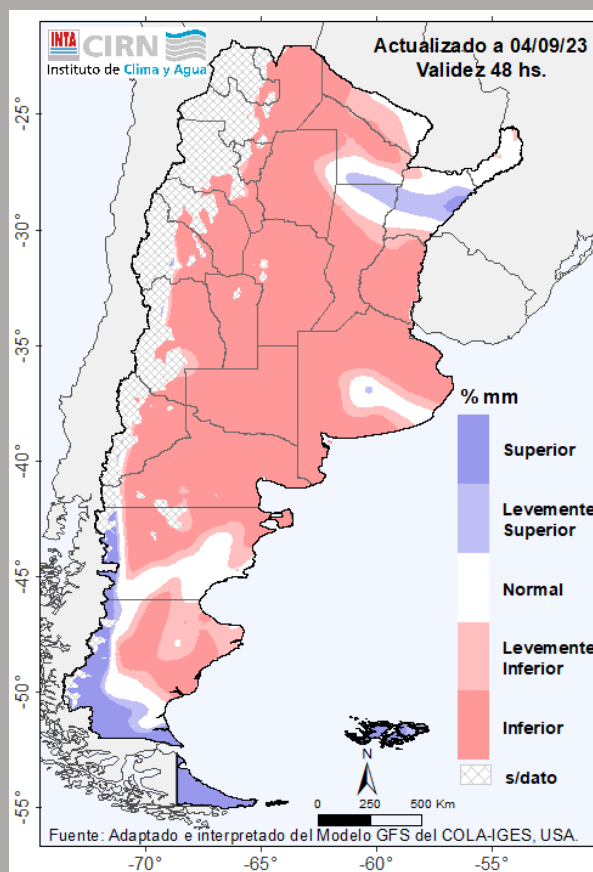 INTA CIRN
Instituto de Clima y Agua
Actualizado a 04/09/23
Validez 48 hs.
-25°
-30°
-35°
-40°
-45°
-50°
-55°
% mm
Superior
Levemente
Superior
Normal
Levemente
Inferior
Inferior
s/dato
N
0 250 500 Km
Fuente: Adaptado e interpretado del Modelo GFS del COLA-IGES, USA.
-70° -65° -60° -55°